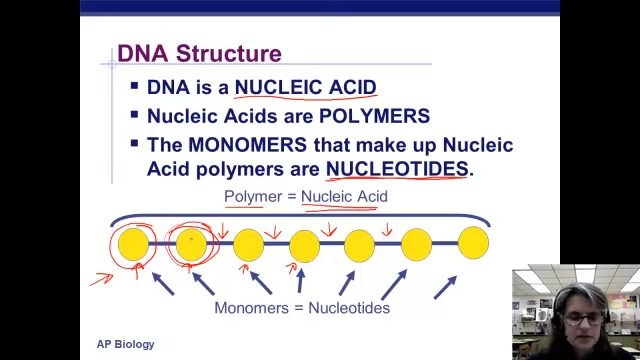 DNA Structure
DNA is a NUCLEIC ACID
Nucleic Acids are POLYMERS
The MONOMERS that make up Nucleic
Acid polymers are NUCLEOTIDES.
Polymer = Nucleic Acid
Monomers = Nucleotides
AP Biology